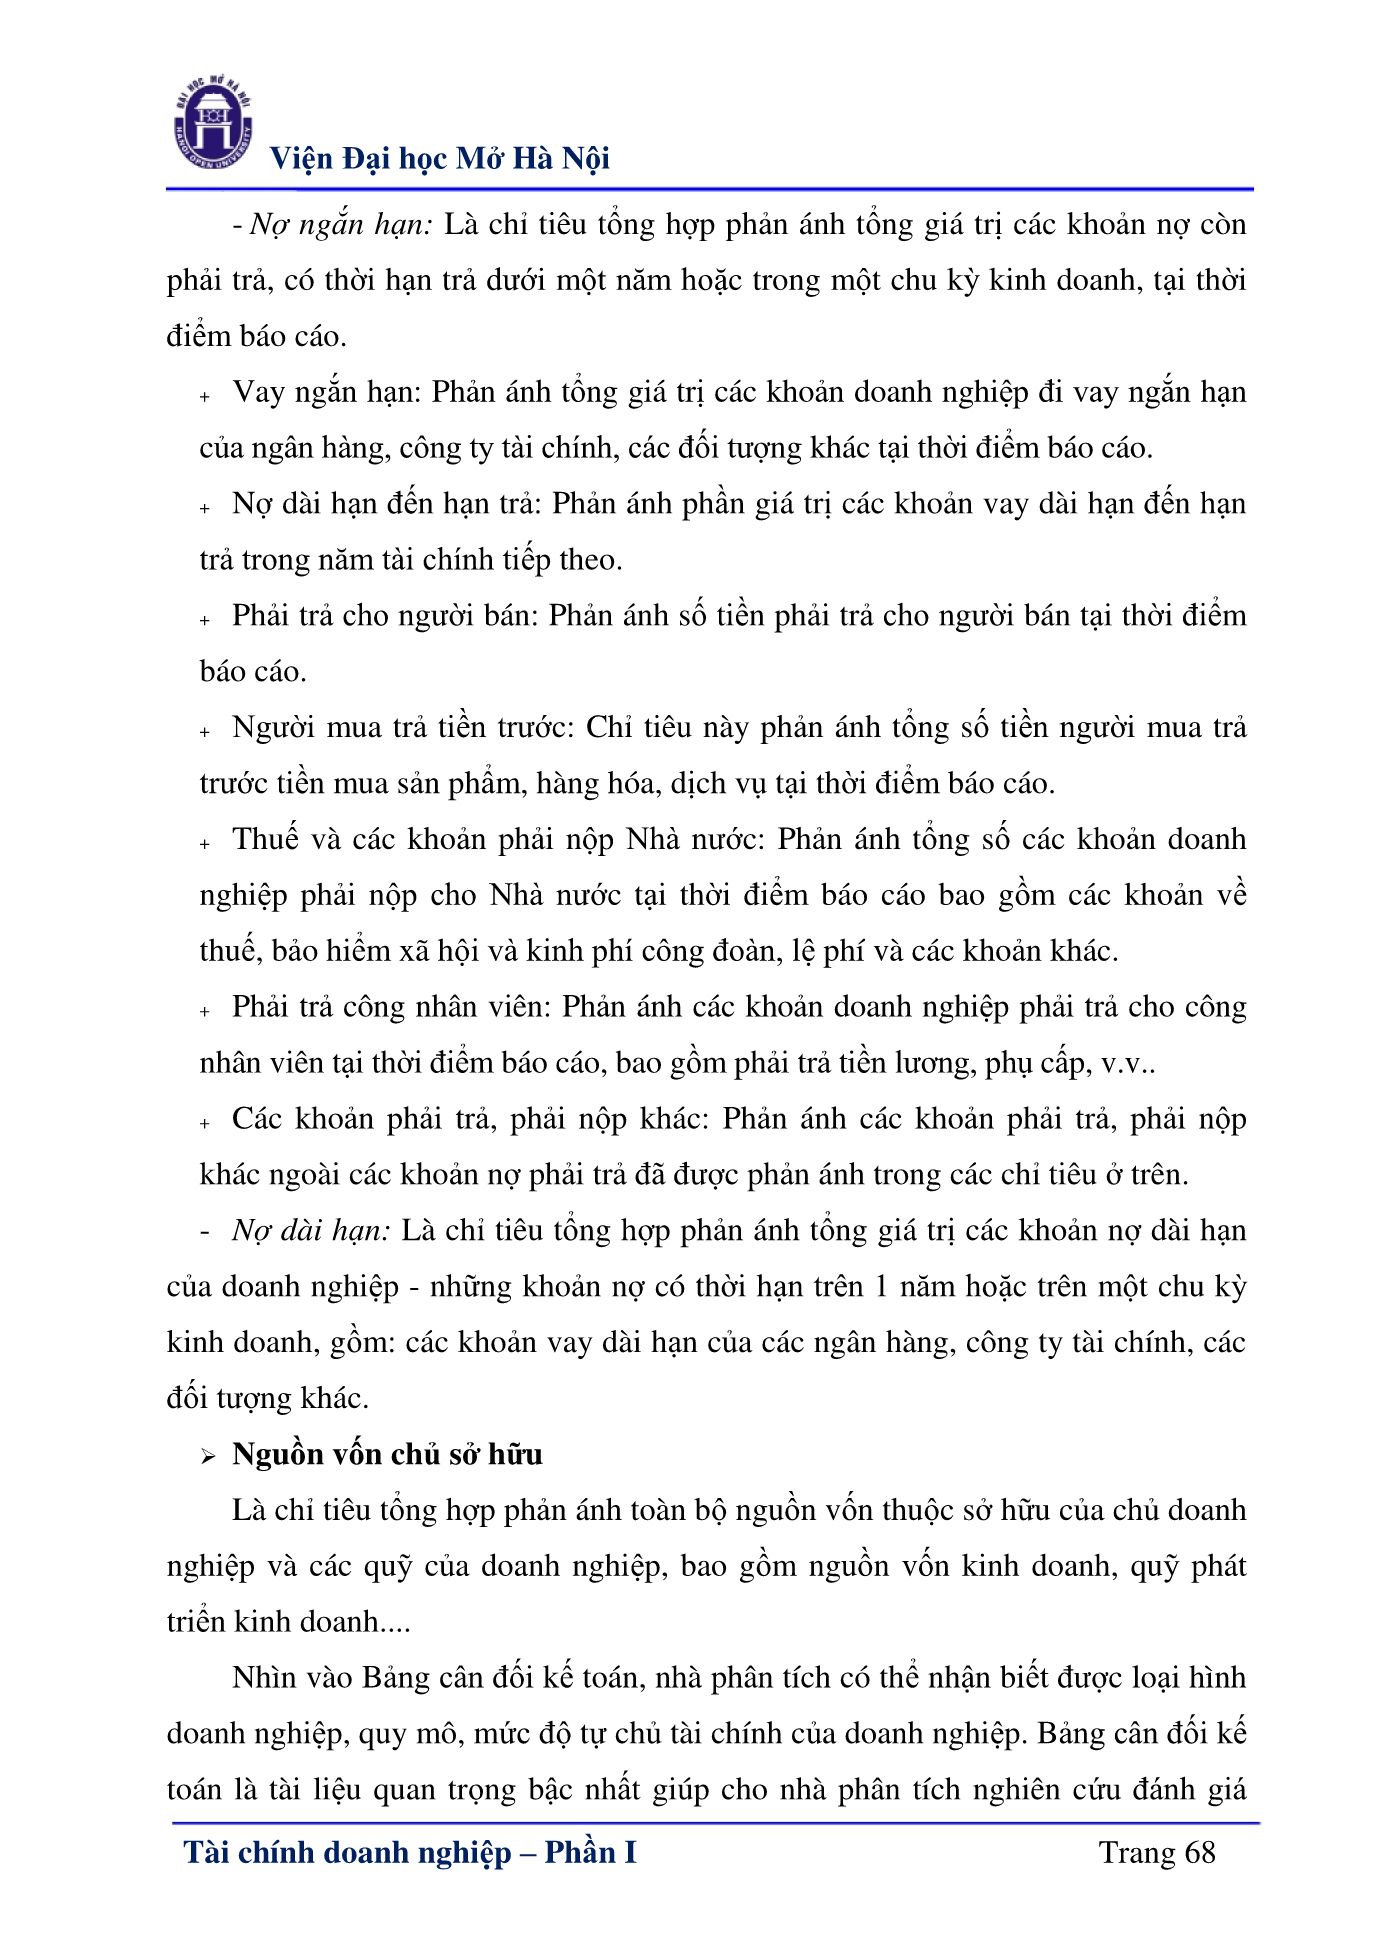 ĐẠI HỌC MỞ HÀ NỘI
HANOI OPEN UNIVERSITY
Viện Đại học Mở Hà Nội
- Nợ ngắn hạn: Là chỉ tiêu tổng hợp phản ánh tổng giá trị các khoản nợ còn
phải trả, có thời hạn trả dưới một năm hoặc trong một chu kỳ kinh doanh, tại thời
điểm báo cáo.
+ Vay ngắn hạn: Phản ánh tổng giá trị các khoản doanh nghiệp đi vay ngắn hạn
của ngân hàng, công ty tài chính, các đối tượng khác tại thời điểm báo cáo.
+ Nợ dài hạn đến hạn trả: Phản ánh phần giá trị các khoản vay dài hạn đến hạn
trả trong năm tài chính tiếp theo.
+ Phải trả cho người bán: Phản ánh số tiền phải trả cho người bán tại thời điểm
báo cáo.
+ Người mua trả tiền trước: Chỉ tiêu này phản ánh tổng số tiền người mua trả
trước tiền mua sản phẩm, hàng hóa, dịch vụ tại thời điểm báo cáo.
+ Thuế và các khoản phải nộp Nhà nước: Phản ánh tổng số các khoản doanh
nghiệp phải nộp cho Nhà nước tại thời điểm báo cáo bao gồm các khoản về
thuế, bảo hiểm xã hội và kinh phí công đoàn, lệ phí và các khoản khác.
+ Phải trả công nhân viên: Phản ánh các khoản doanh nghiệp phải trả cho công
nhân viên tại thời điểm báo cáo, bao gồm phải trả tiền lương, phụ cấp, v.v..
+ Các khoản phải trả, phải nộp khác: Phản ánh các khoản phải trả, phải nộp
khác ngoài các khoản nợ phải trả đã được phản ánh trong các chỉ tiêu ở trên.
- Nợ dài hạn: Là chỉ tiêu tổng hợp phản ánh tổng giá trị các khoản nợ dài hạn
của doanh nghiệp - những khoản nợ có thời hạn trên 1 năm hoặc trên một chu kỳ
kinh doanh, gồm: các khoản vay dài hạn của các ngân hàng, công ty tài chính, các
đối tượng khác.
➢ Nguồn vốn chủ sở hữu
Là chỉ tiêu tổng hợp phản ánh toàn bộ nguồn vốn thuộc sở hữu của chủ doanh
nghiệp và các quỹ của doanh nghiệp, bao gồm nguồn vốn kinh doanh, quỹ phát
triển kinh doanh....
Nhìn vào Bảng cân đối kế toán, nhà phân tích có thể nhận biết được loại hình
doanh nghiệp, quy mô, mức độ tự chủ tài chính của doanh nghiệp. Bảng cân đối kế
toán là tài liệu quan trọng bậc nhất giúp cho nhà phân tích nghiên cứu đánh giá
Tài chính doanh nghiệp – Phần I Trang 68